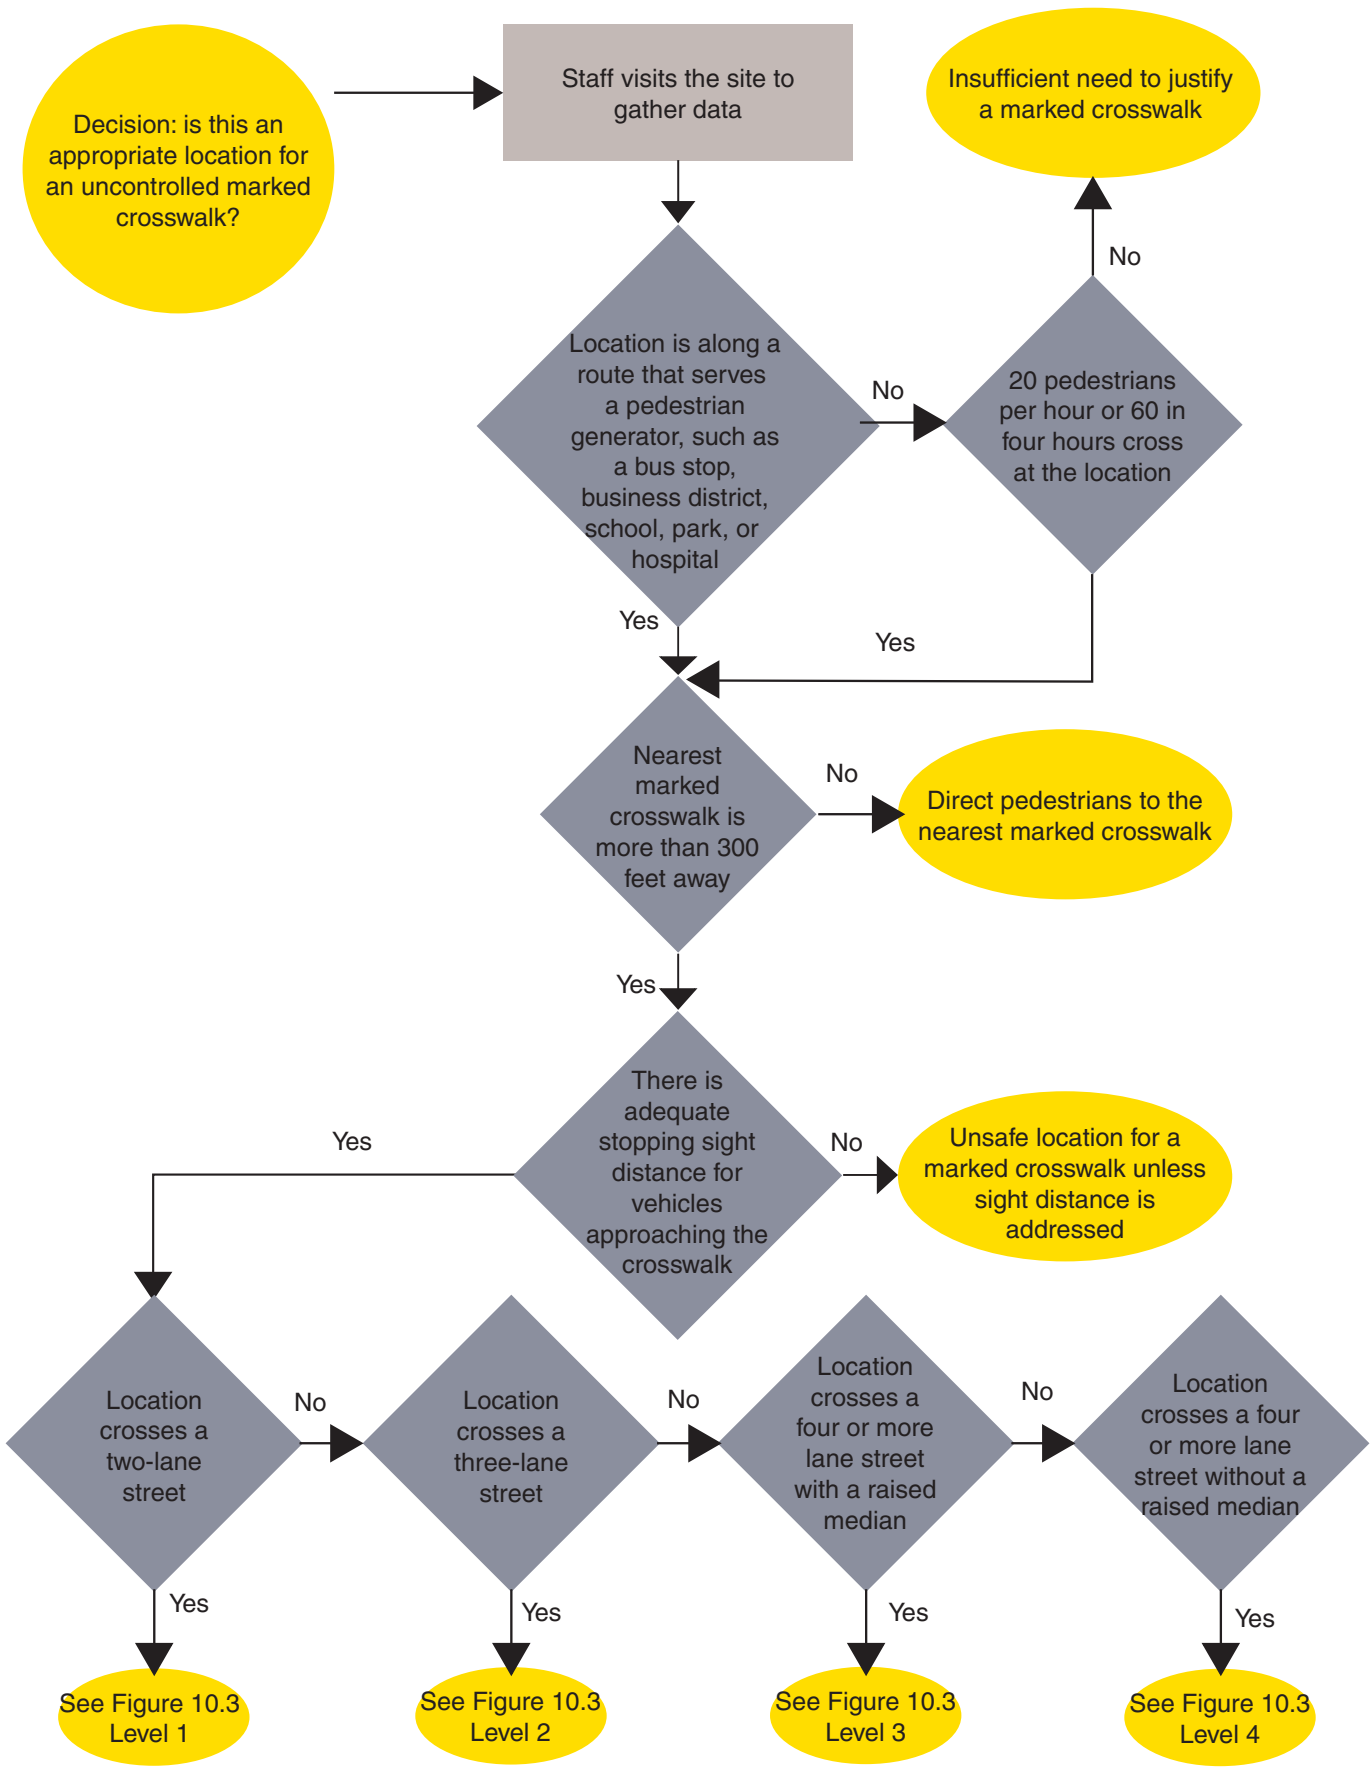 Decision: is this an
appropriate location for
an uncontrolled marked
crosswalk?
Staff visits the site to
gather data
Insufficient need to justify
a marked crosswalk
No
Location is along a
route that serves
a pedestrian
generator, such as
a bus stop,
business district,
school, park, or
hospital
No
20 pedestrians
per hour or 60 in
four hours cross
at the location
Yes
Yes
Nearest
marked
crosswalk is
more than 300
feet away
No
Direct pedestrians to the
nearest marked crosswalk
Yes
There is
adequate
stopping sight
distance for
vehicles
approaching the
crosswalk
Yes
No
Unsafe location for a
marked crosswalk unless
sight distance is
addressed
Location
crosses a
two-lane
street
No
Location
crosses a
three-lane
street
No
Location
crosses a
four or more
lane street
with a raised
median
No
Location
crosses a four
or more lane
street without a
raised median
Yes
Yes
Yes
Yes
See Figure 10.3
Level 1
See Figure 10.3
Level 2
See Figure 10.3
Level 3
See Figure 10.3
Level 4